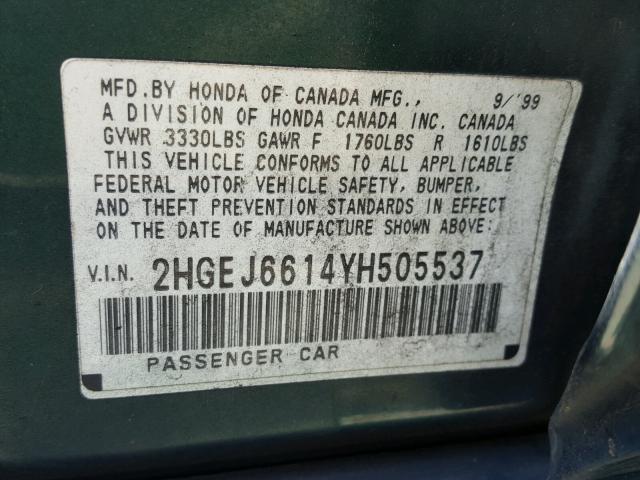 MFD.BY HONDA OF CANADA MFG., 9/'99
A DIVISION OF HONDA CANADA INC. CANADA
GVWR 3330LBS GAWR F 1760LBS R 1610LBS
THIS VEHICLE CONFORMS TO ALL APPLICABLE
FEDERAL MOTOR VEHICLE SAFETY, BUMPER,
AND THEFT PREVENTION STANDARDS IN EFFECT
ON THE DATE OF MANUFACTURE SHOWN ABOVE:
V.I.N. 2HGEJ6614YH505537
PASSENGER CAR